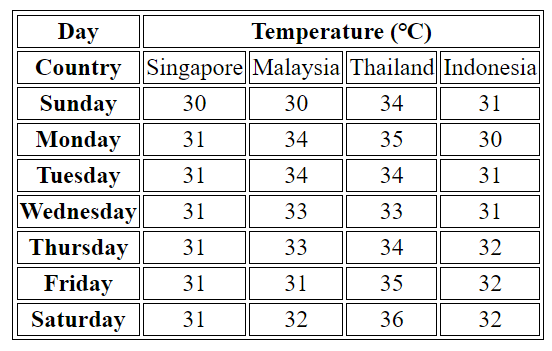 Day Temperature (°C)
Country Singapore Malaysia Thailand Indonesia
Sunday 30 30 34 31
Monday 31 34 35 30
Tuesday 31 34 34 31
Wednesday 31 33 33 31
Thursday 31 33 34 32
Friday 31 31 35 32
Saturday 31 32 36 32